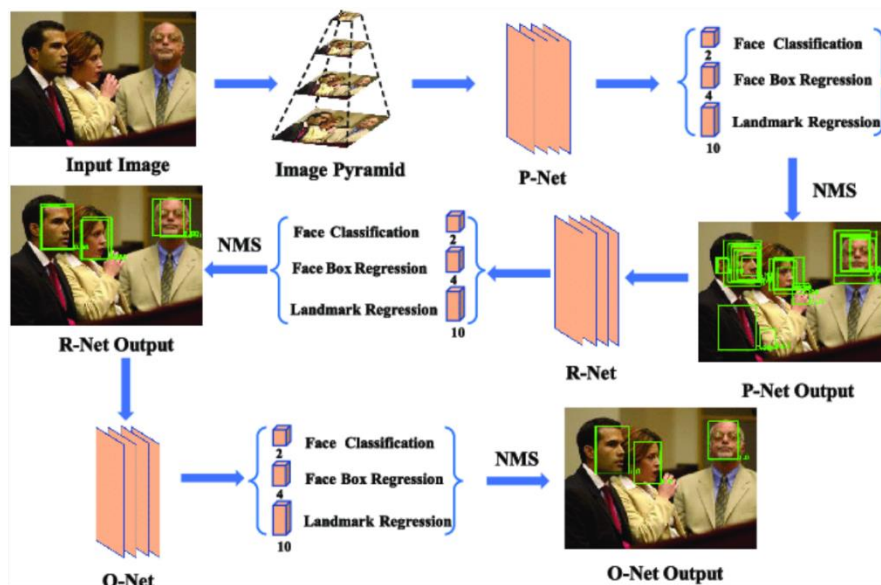 Face Classification
2
Face Box Regression
4
Landmark Regression
10
Input Image
Image Pyramid
P-Net
NMS
NMS
Face Classification
2
Face Box Regression
4
Landmark Regression
10
R-Net Output
R-Net
P-Net Output
Face Classification
2
Face Box Regression
4
Landmark Regression
10
NMS
O-Net
O-Net Output